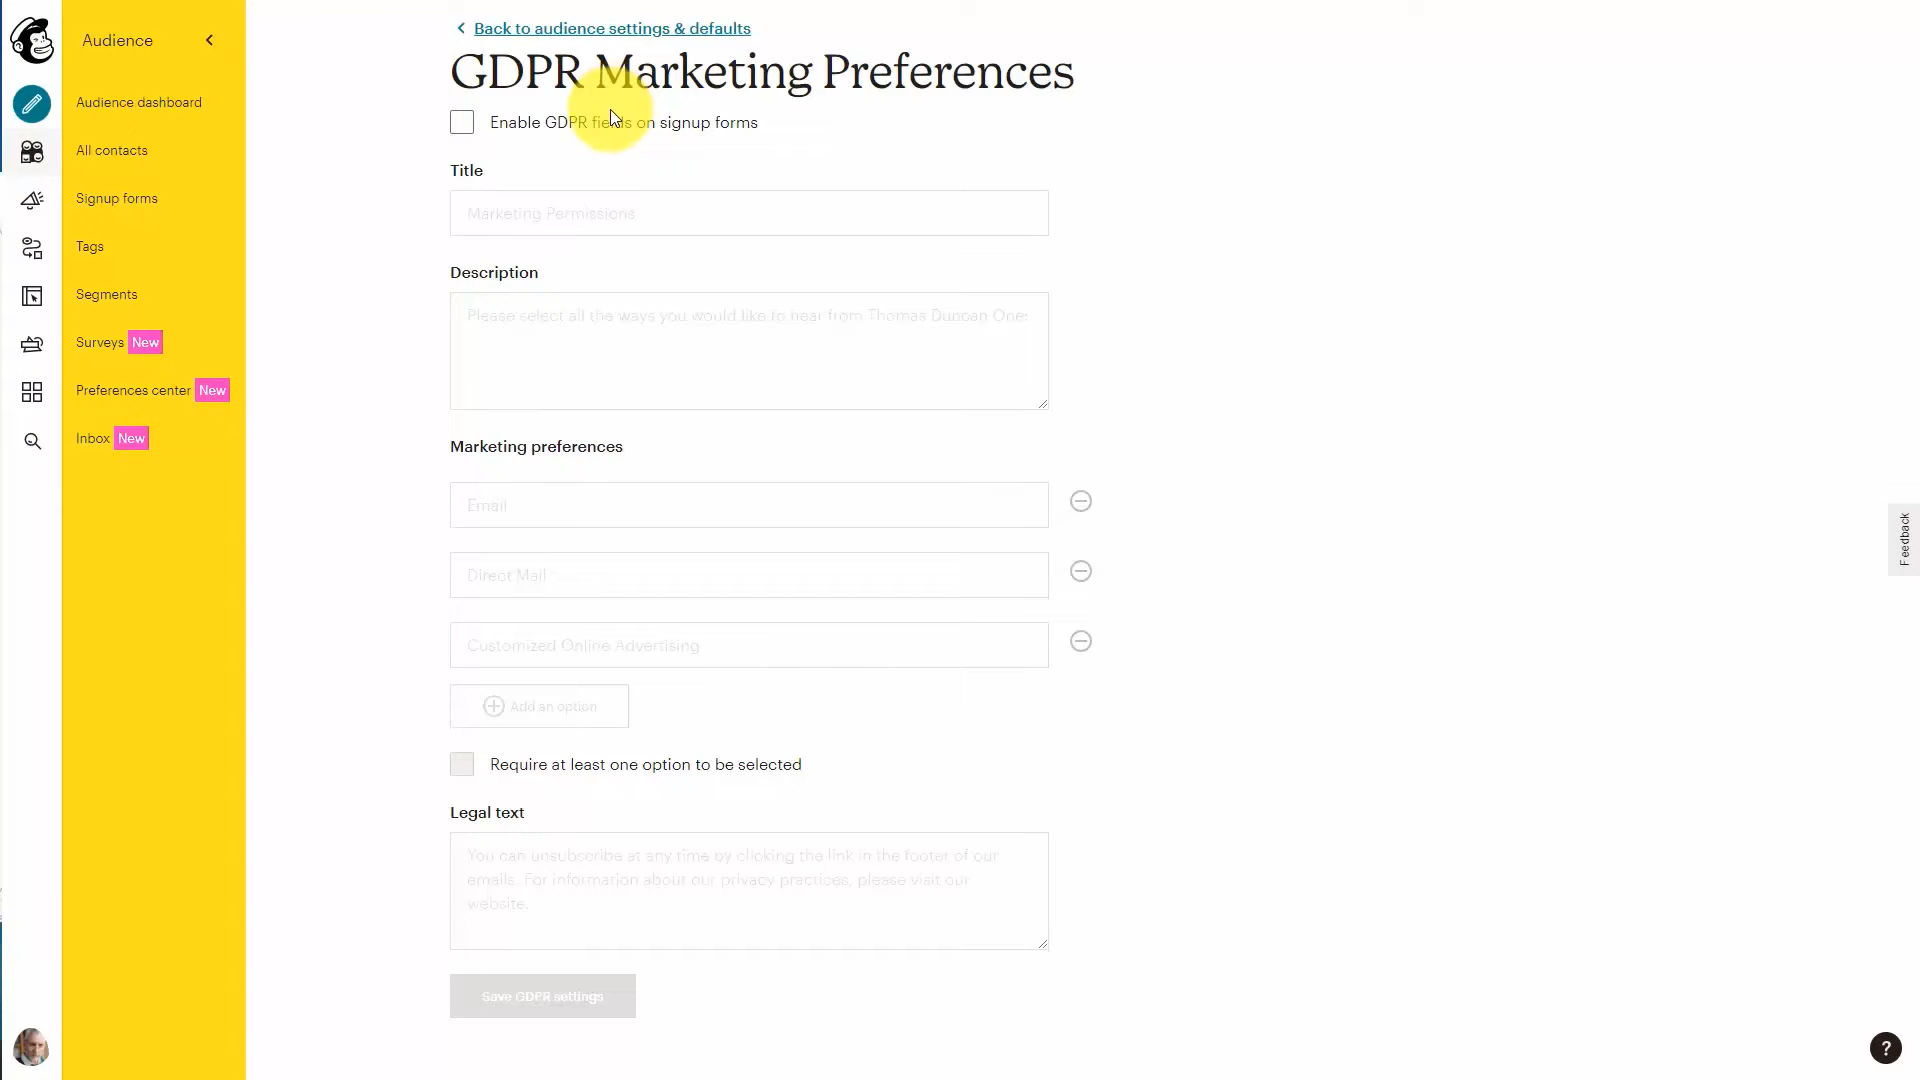 Audience
Audience dashboard
All contacts
Signup forms
Tags
Segments
Surveys New
Preferences center New
Inbox New
Back to audience settings & defaults
GDPR Marketing Preferences
Enable GDPR fields on signup forms
Title
Marketing Permissions
Description
Please select all the ways you would like to hear from Thomas Duncan One:
Marketing preferences
Email
Direct Mail
Customized Online Advertising
Add an option
Require at least one option to be selected
Legal text
You can unsubscribe at any time by clicking the link in the footer of our
emails. For information about our privacy practices, please visit our
website.
Save GDPR settings
Feedback
?